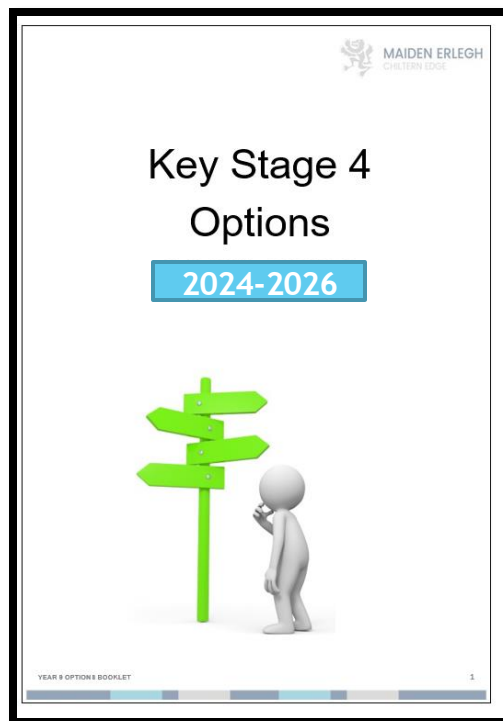 MAIDEN ERLEGH
CHILTERN EDGE
Key Stage 4
Options
2024-2026
YEAR 9 OPTIONS BOOKLET 1